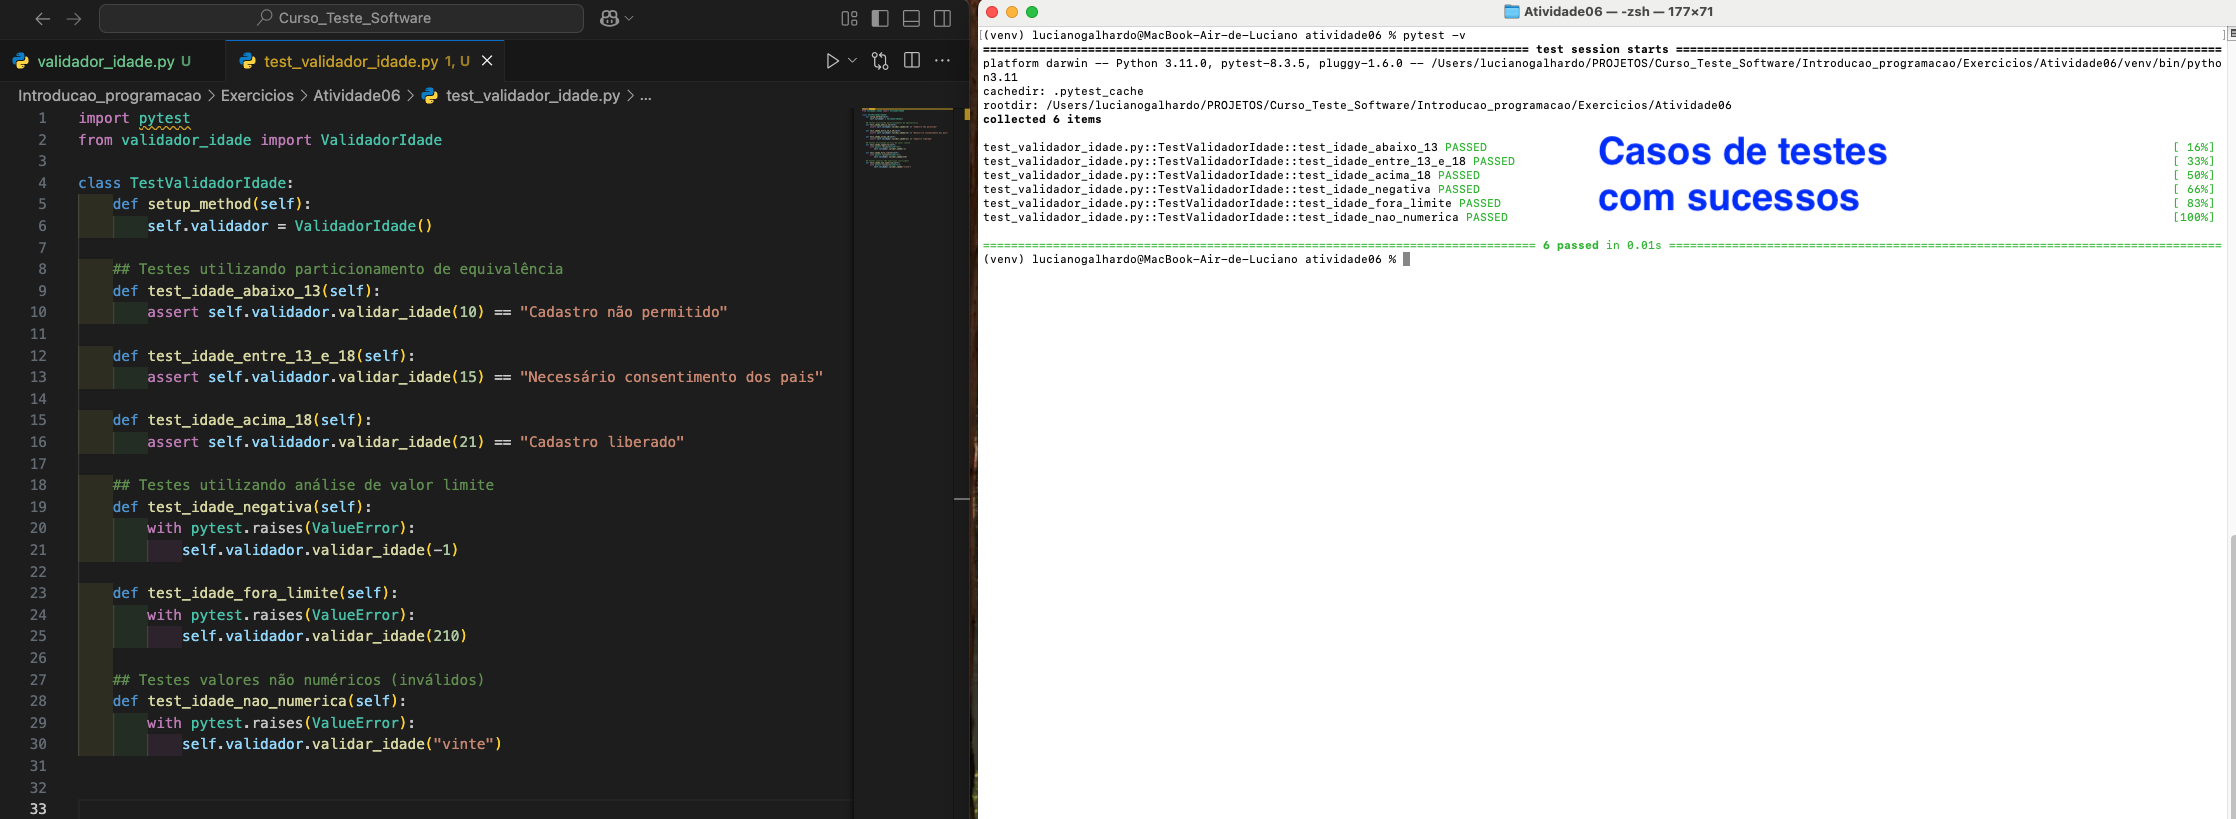 Curso_Teste_Software
validador_idade.py U
test_validador_idade.py 1, U
Introducao_programacao > Exercicios > Atividade06 > test_validador_idade.py > ...
1 import pytest
2 from validador_idade import ValidadorIdade
3
4 class TestValidadorIdade:
5 def setup_method(self):
6 self.validador = ValidadorIdade()
7
8 ## Testes utilizando particionamento de equivalência
9 def test_idade_abaixo_13(self):
10 assert self.validador.validar_idade(10) == "Cadastro não permitido"
11
12 def test_idade_entre_13_e_18(self):
13 assert self.validador.validar_idade(15) == "Necessário consentimento dos pais"
14
15 def test_idade_acima_18(self):
16 assert self.validador.validar_idade(21) == "Cadastro liberado"
17
18 ## Testes utilizando análise de valor limite
19 def test_idade_negativa(self):
20 with pytest.raises(ValueError):
21 self.validador.validar_idade(-1)
22
23 def test_idade_fora_limite(self):
24 with pytest.raises(ValueError):
25 self.validador.validar_idade(210)
26
27 ## Testes valores não numéricos (inválidos)
28 def test_idade_nao_numerica(self):
29 with pytest.raises(ValueError):
30 self.validador.validar_idade("vinte")
31
32
33
Atividade06 — -zsh — 177×71
(venv) lucianogalhardo@MacBook-Air-de-Luciano atividade06 % pytest -v
test session starts
platform darwin -- Python 3.11.0, pytest-8.3.5, pluggy-1.6.0 -- /Users/lucianogalhardo/PROJETOS/Curso_Teste_Software/Introducao_programacao/Exercicios/Atividade06/venv/bin/pytho
n3.11
cachedir: .pytest_cache
rootdir: /Users/lucianogalhardo/PROJETOS/Curso_Teste_Software/Introducao_programacao/Exercicios/Atividade06
collected 6 items
test_validador_idade.py::TestValidadorIdade::test_idade_abaixo_13 PASSED [ 16%]
test_validador_idade.py::TestValidadorIdade::test_idade_entre_13_e_18 PASSED [ 33%]
test_validador_idade.py::TestValidadorIdade::test_idade_acima_18 PASSED [ 50%]
test_validador_idade.py::TestValidadorIdade::test_idade_negativa PASSED [ 66%]
test_validador_idade.py::TestValidadorIdade::test_idade_fora_limite PASSED [ 83%]
test_validador_idade.py::TestValidadorIdade::test_idade_nao_numerica PASSED [100%]
Casos de testes
com sucessos
6 passed in 0.01s
(venv) lucianogalhardo@MacBook-Air-de-Luciano atividade06 %